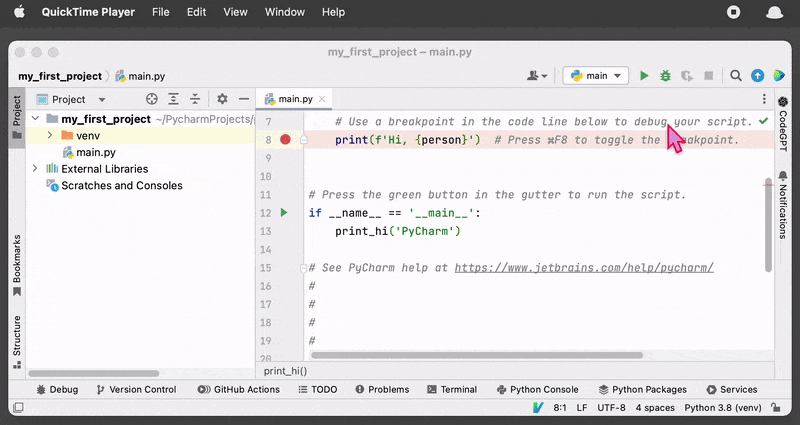 QuickTime Player File Edit View Window Help
my_first_project – main.py
my_first_project main.py main
Project Project main.py
my_first_project ~/PycharmProjects/
venv
main.py
External Libraries
Scratches and Consoles
7 # Use a breakpoint in the code line below to debug your script.
8 print(f'Hi, {person}') # Press ⌘F8 to toggle the breakpoint.
9
10
11 # Press the green button in the gutter to run the script.
12 if __name__ == '__main__':
13 print_hi('PyCharm')
14
15 # See PyCharm help at https://www.jetbrains.com/help/pycharm/
16 #
17 #
18 #
19 #
20
print_hi()
CodeGPT
Notifications
Bookmarks
Structure
Debug Version Control GitHub Actions TODO Problems Terminal Python Console Python Packages Services
8:1 LF UTF-8 4 spaces Python 3.8 (venv)